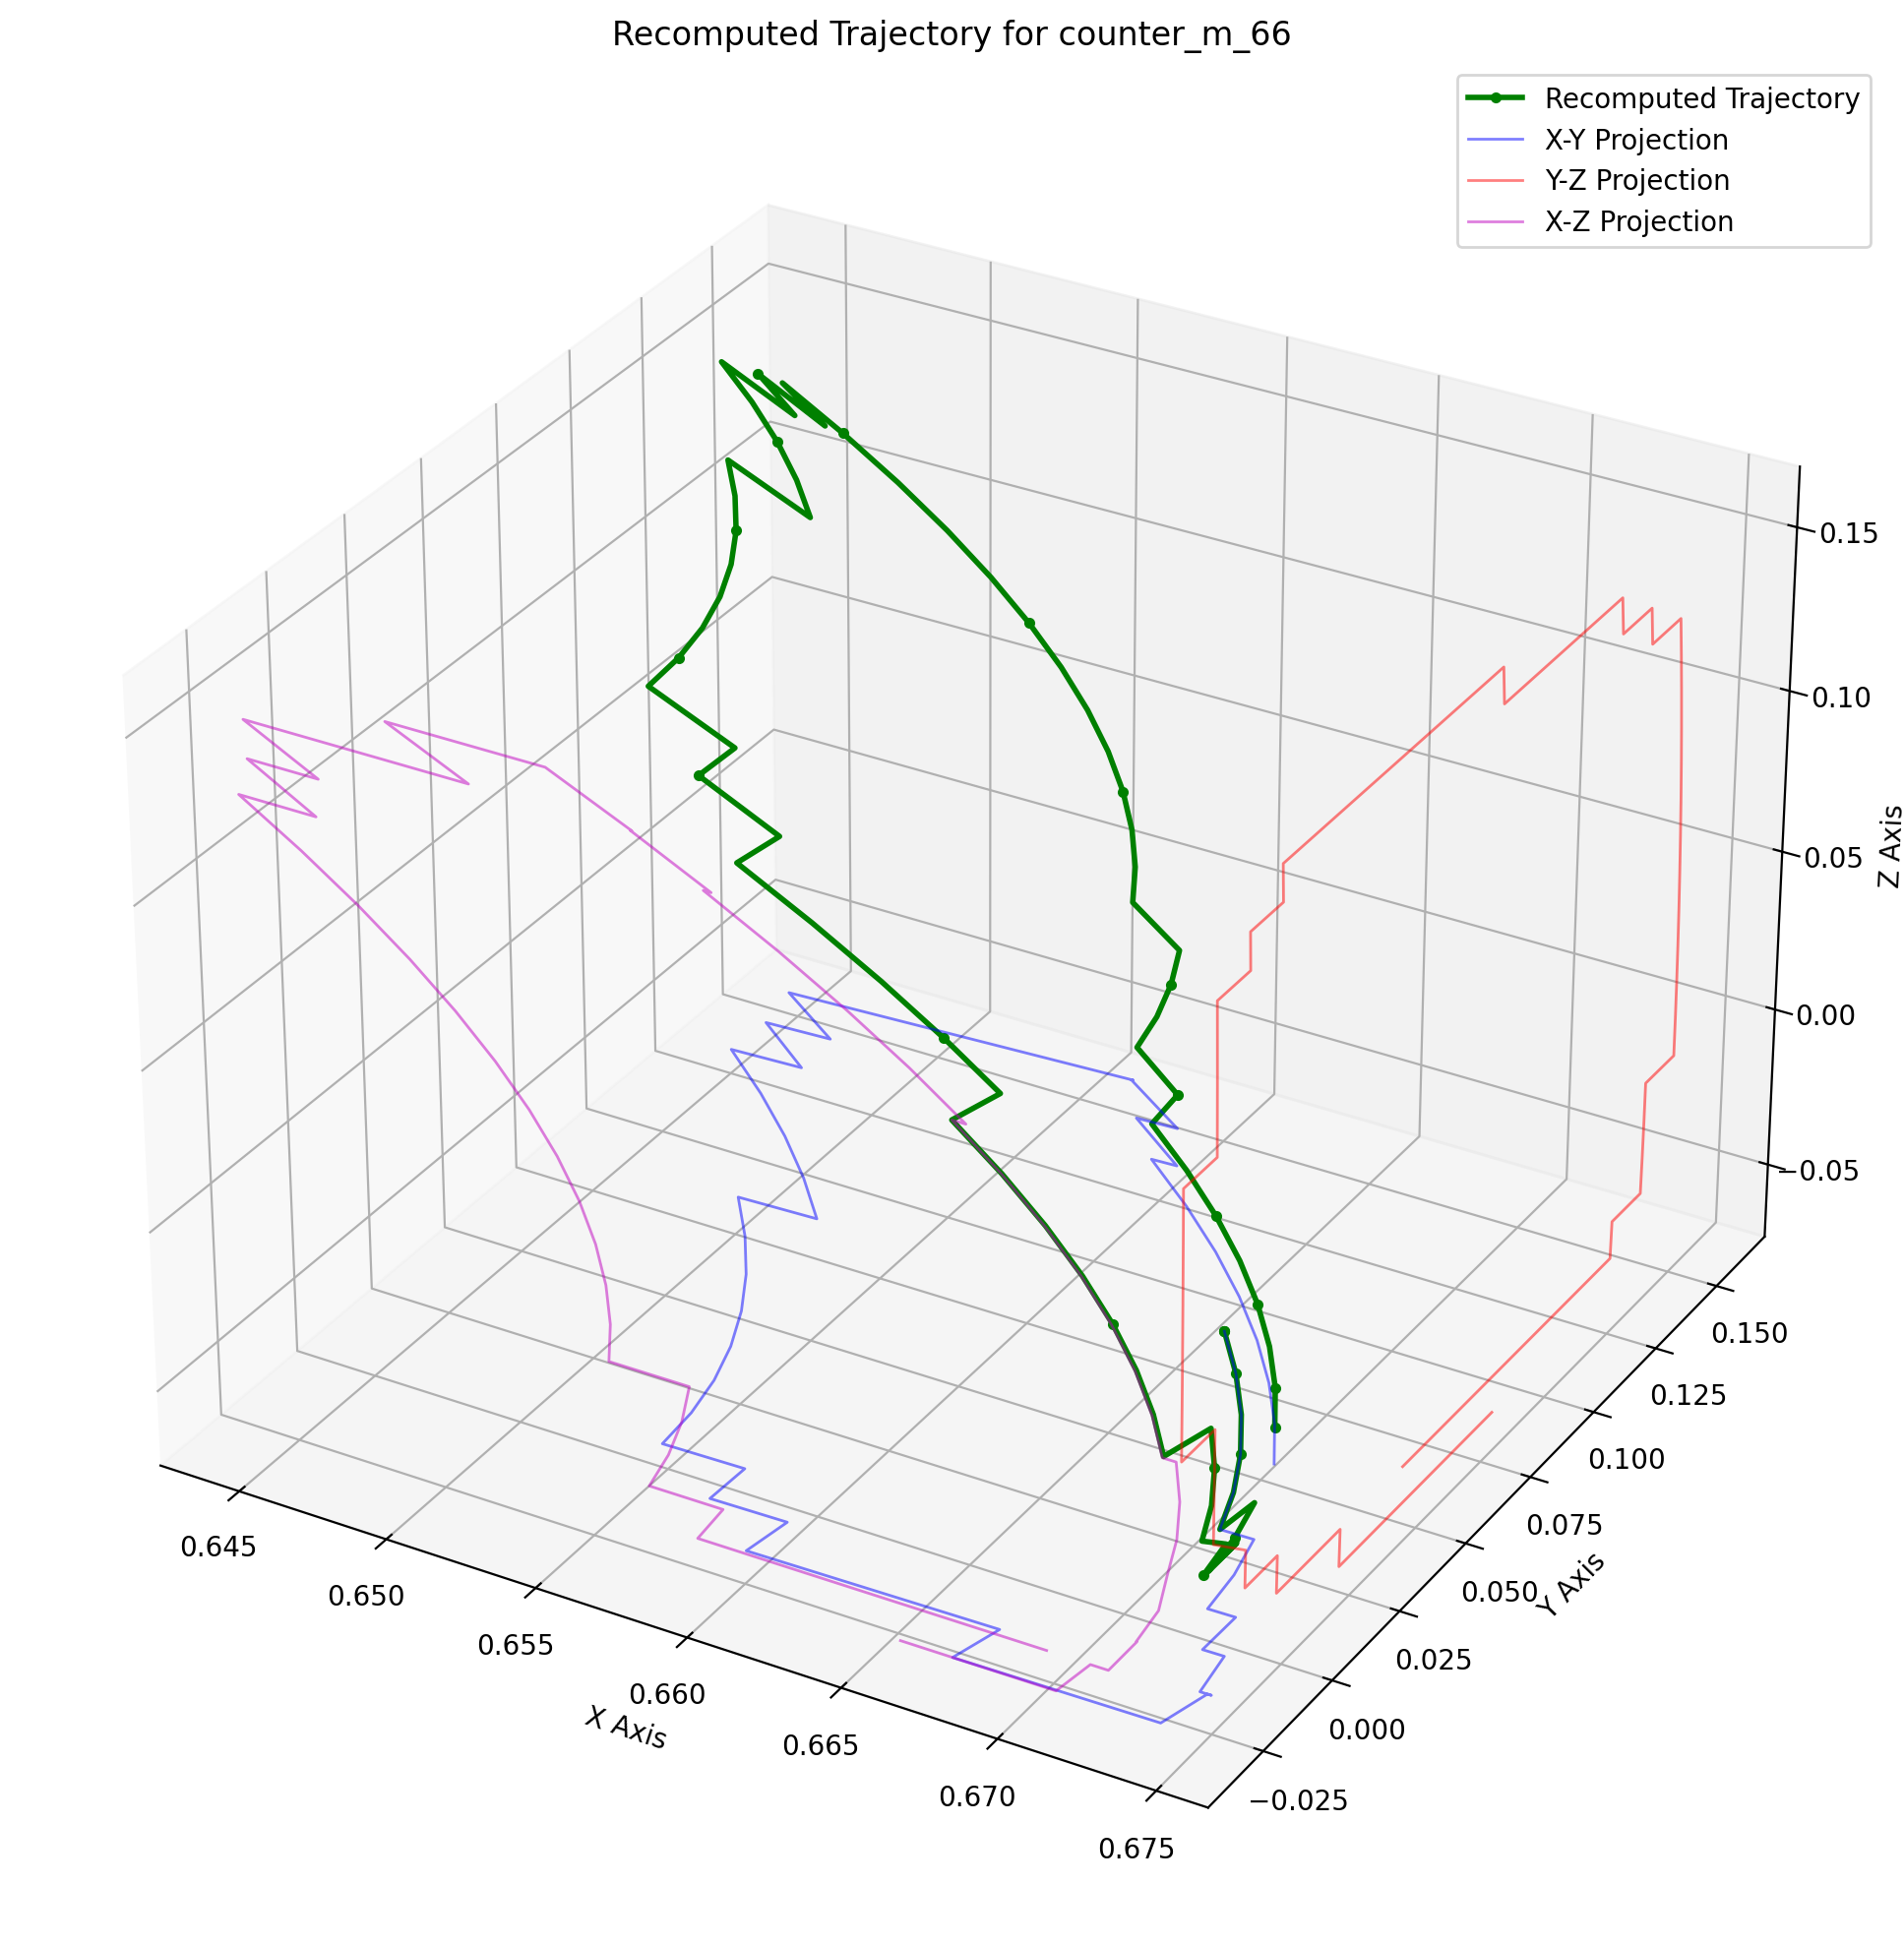 Recomputed Trajectory for counter_m_66
Recomputed Trajectory
X-Y Projection
Y-Z Projection
X-Z Projection
0.15
0.10
0.05
0.00
−0.05
Z Axis
0.150
0.125
0.100
0.075
0.050
0.025
0.000
−0.025
Y Axis
0.645
0.650
0.655
0.660
0.665
0.670
0.675
X Axis